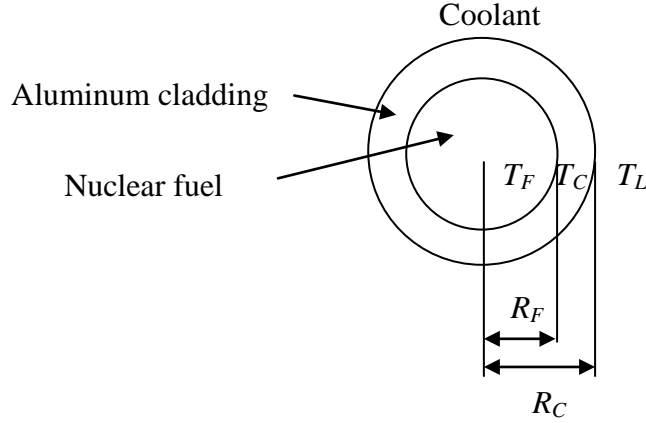 Coolant
Aluminum cladding
Nuclear fuel
T_F T_C T_L
R_F
R_C